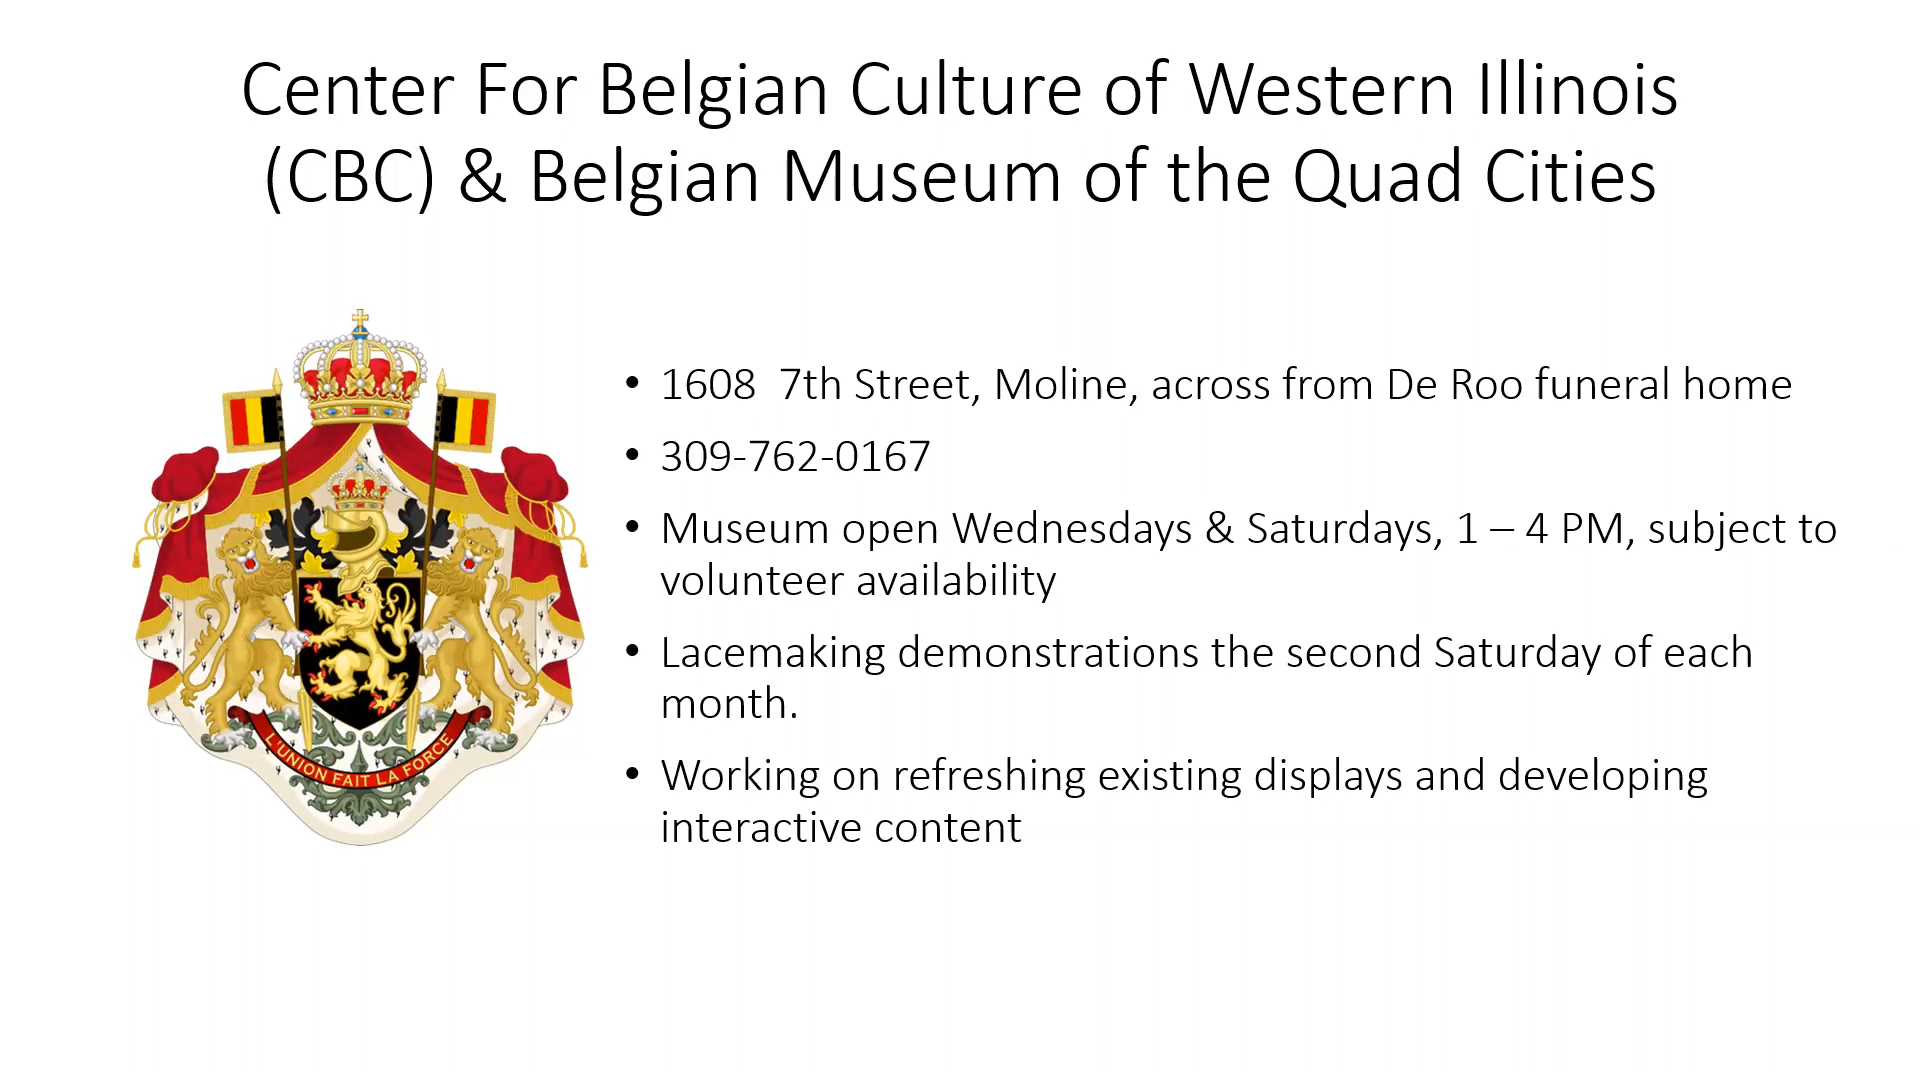 Center For Belgian Culture of Western Illinois
(CBC) & Belgian Museum of the Quad Cities
• 1608  7th Street, Moline, across from De Roo funeral home
• 309-762-0167
• Museum open Wednesdays & Saturdays, 1 – 4 PM, subject to
volunteer availability
• Lacemaking demonstrations the second Saturday of each
month.
• Working on refreshing existing displays and developing
interactive content
L'UNION FAIT LA FORCE